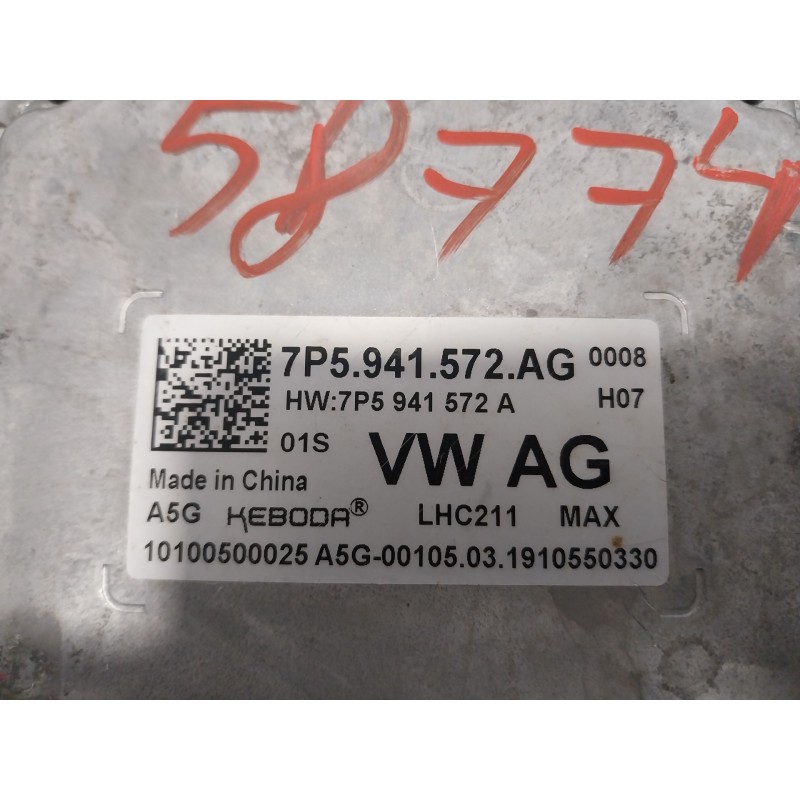 58774
7P5.941.572.AG 0008
HW:7P5 941 572 A H07
01S VW AG
Made in China
A5G KEBODA® LHC211 MAX
10100500025 A5G-00105.03.1910550330